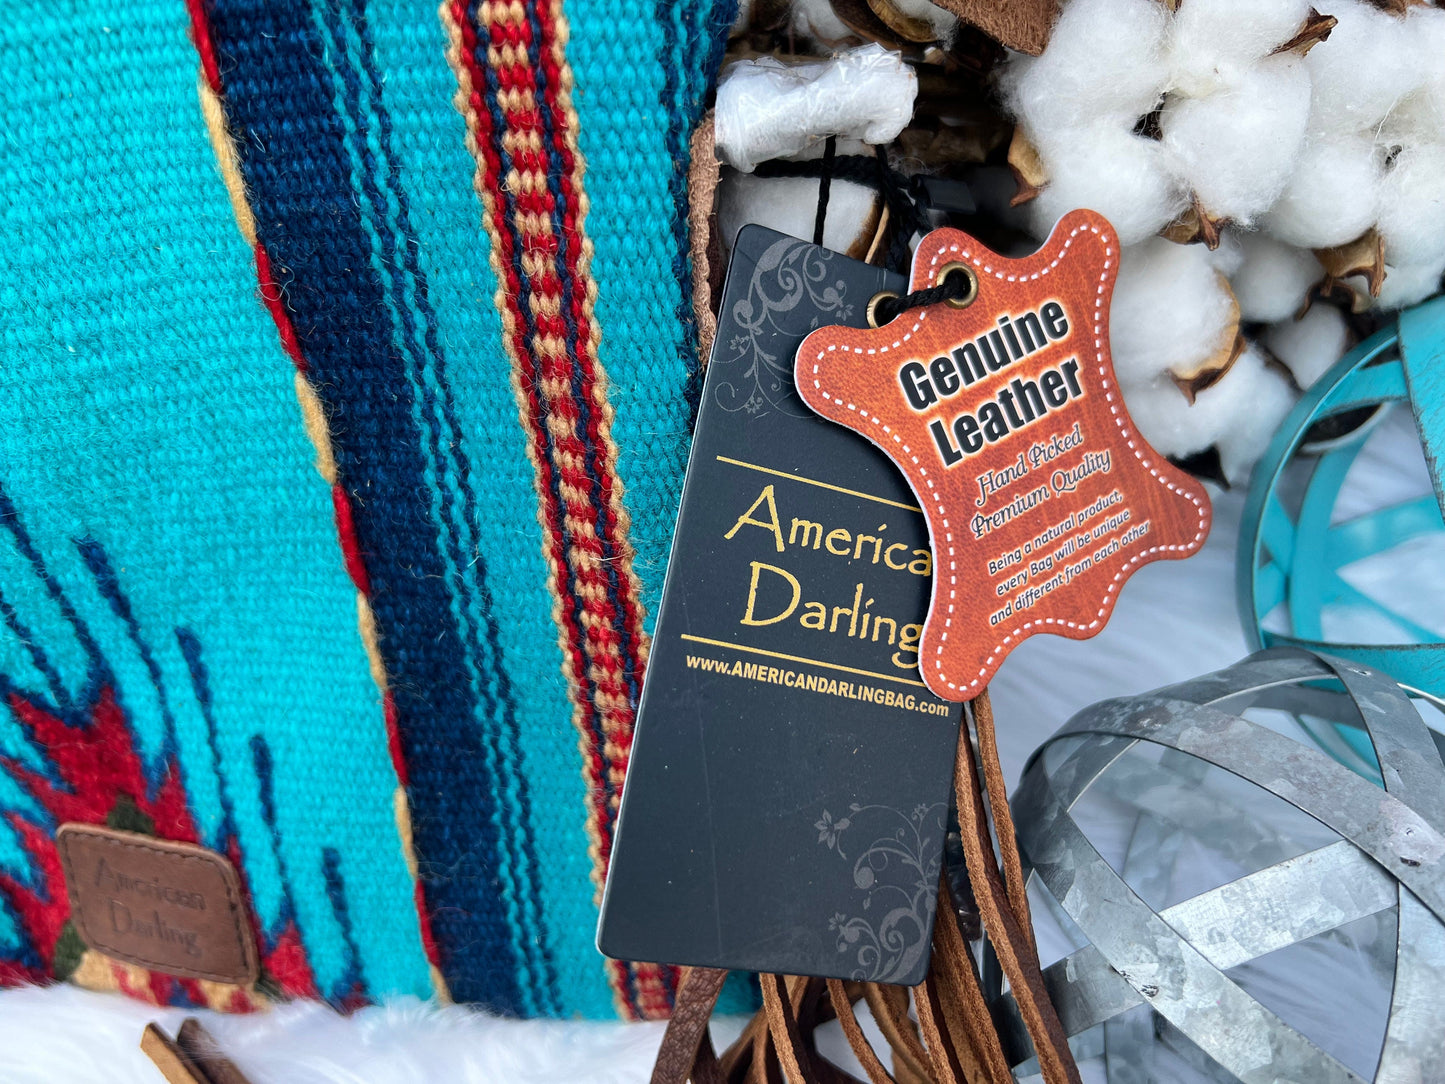 American
Darling
www.AMERICANDARLINGBAG.com
Genuine
Leather
Hand Picked
Premium Quality
Being a natural product,
every Bag will be unique
and different from each other
American
Darling